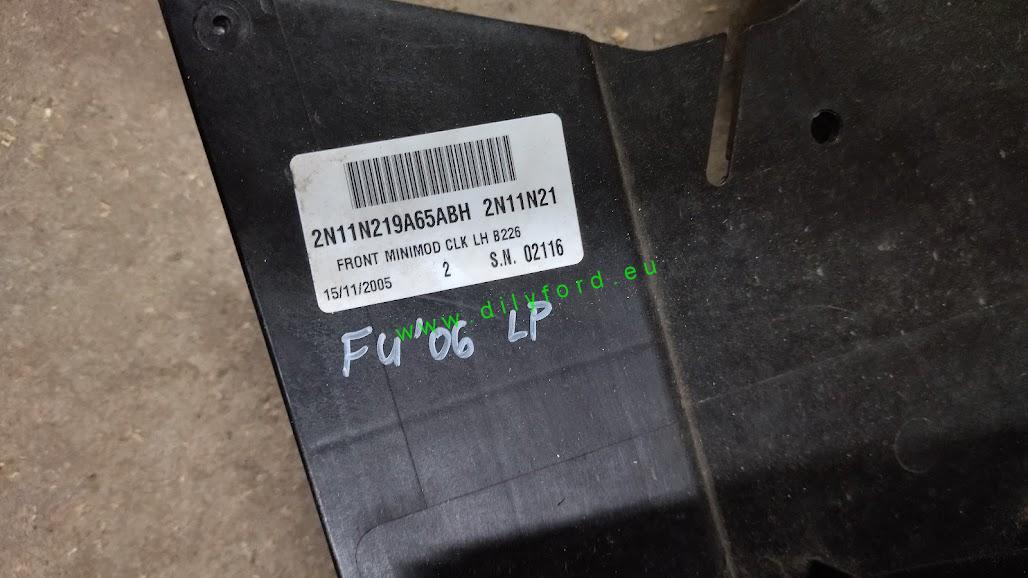 2N11N219A65ABH 2N11N21
FRONT MINIMOD CLK LH B226
15/11/2005 2 S.N. 02116
www.dilyford.eu
FU'06 LP